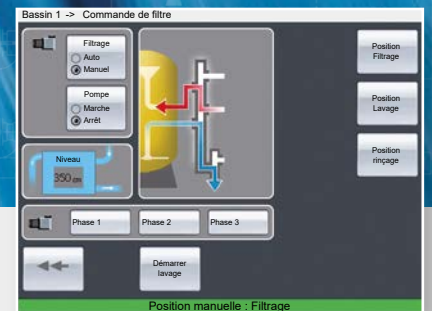 Bassin 1 -> Commande de filtre
Filtrage
Auto
Manuel
Pompe
Marche
Arrêt
Niveau
350 cm
Position
Filtrage
Position
Lavage
Position
rinçage
Phase 1
Phase 2
Phase 3
Démarrer
lavage
Position manuelle : Filtrage